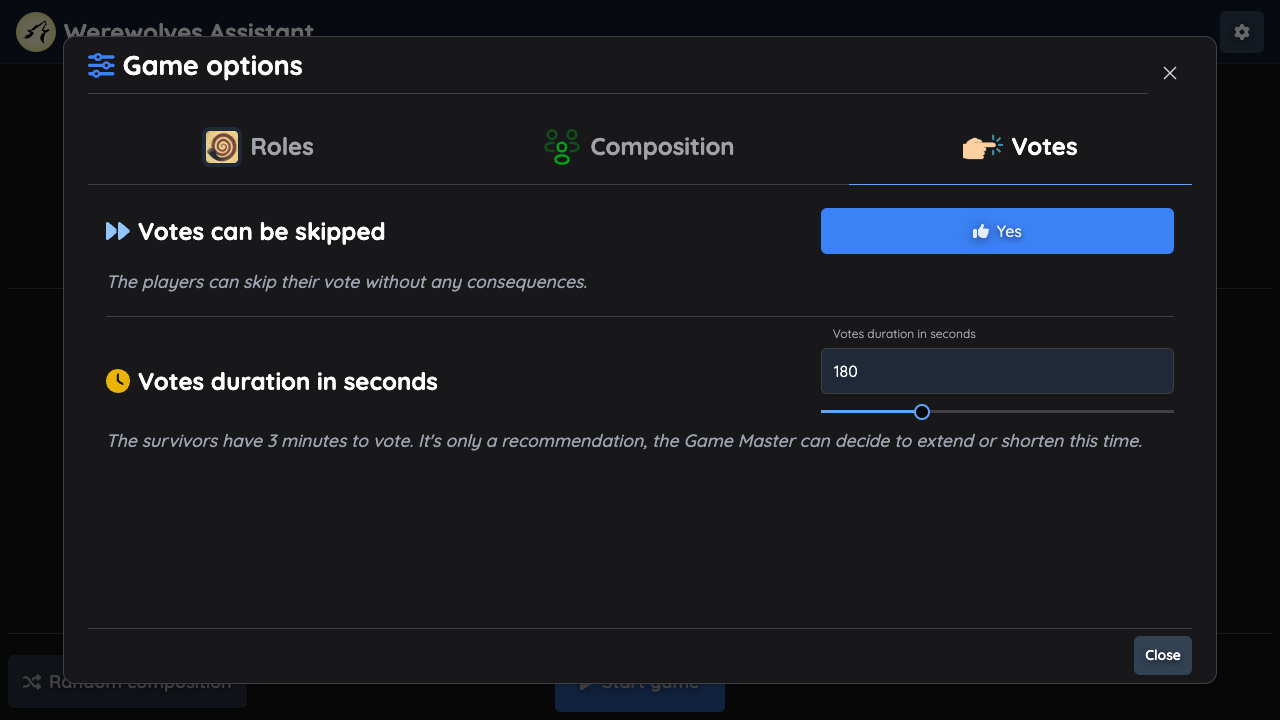 Werewolves Assistant
Game options
Roles
Composition
Votes
Votes can be skipped
Yes
The players can skip their vote without any consequences.
Votes duration in seconds
Votes duration in seconds
180
The survivors have 3 minutes to vote. It's only a recommendation, the Game Master can decide to extend or shorten this time.
Close
Random composition
Start game